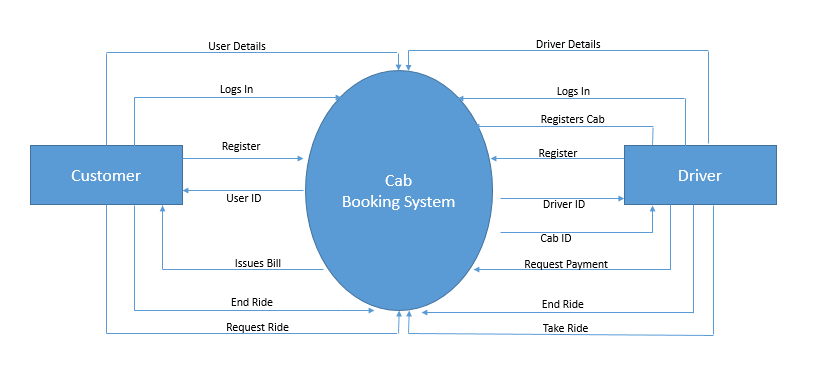 User Details
Driver Details
Logs In
Logs In
Registers Cab
Register
Register
Customer
Cab
Booking System
Driver
User ID
Driver ID
Cab ID
Issues Bill
Request Payment
End Ride
End Ride
Request Ride
Take Ride